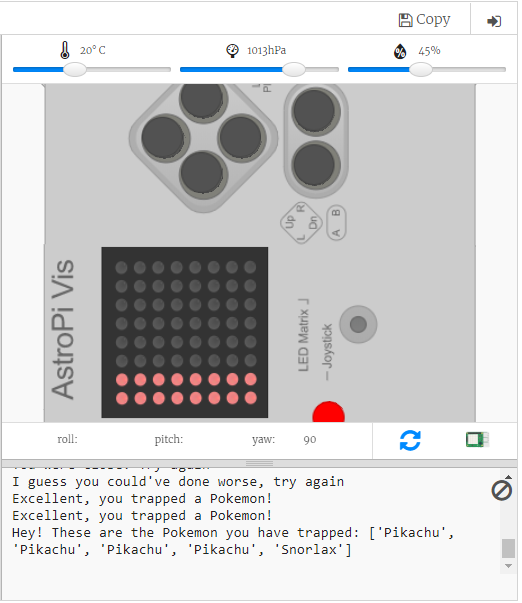 Copy
20° C
1013hPa
45%
Up
R
L
Dn
A
B
AstroPi Vis
LED Matrix
Joystick
roll:
pitch:
yaw:
90
I guess you could've done worse, try again
Excellent, you trapped a Pokemon!
Excellent, you trapped a Pokemon!
Hey! These are the Pokemon you have trapped: ['Pikachu',
'Pikachu', 'Pikachu', 'Pikachu', 'Snorlax']